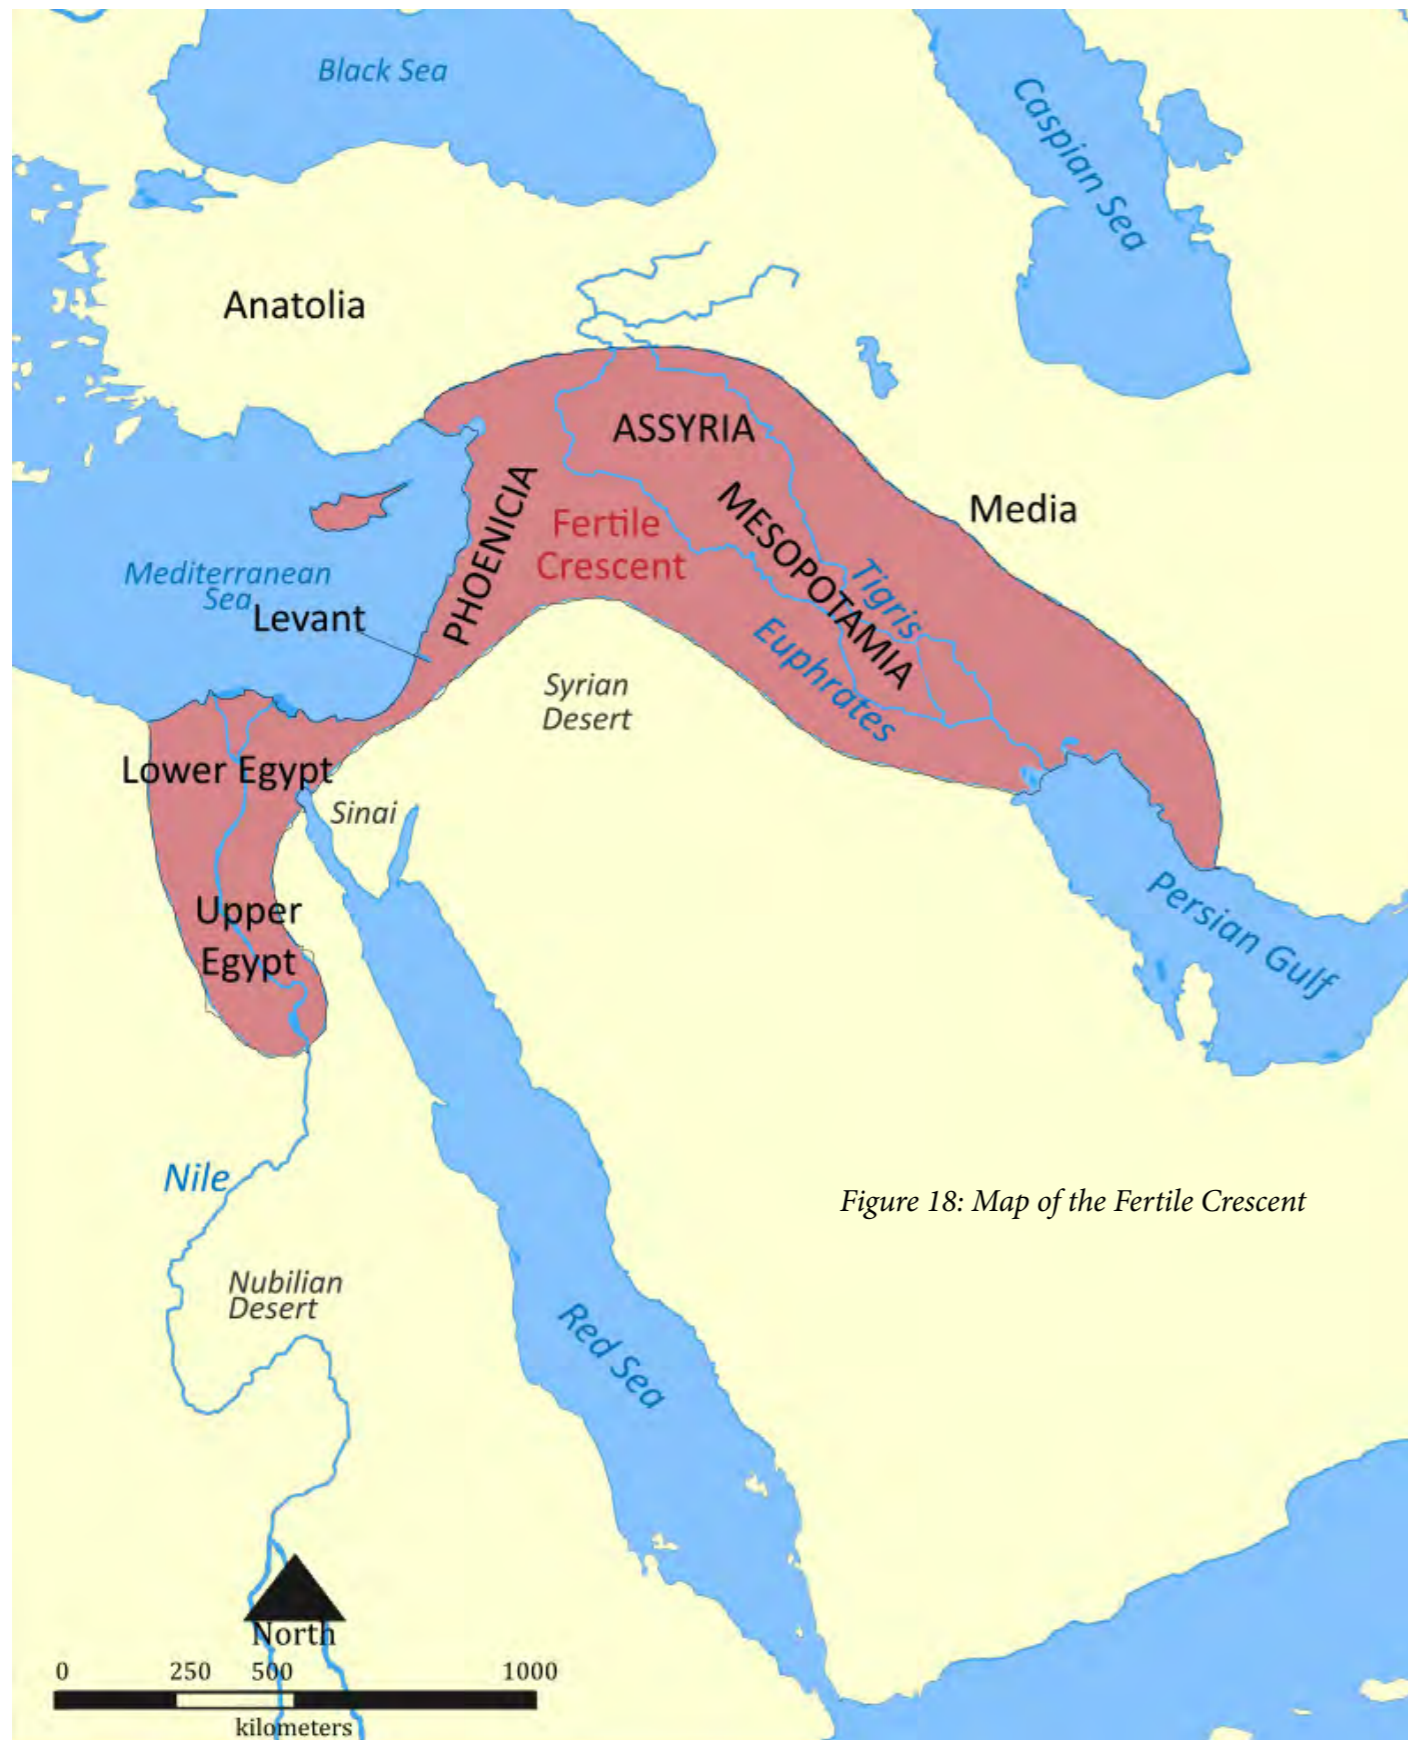 Black Sea
Caspian Sea
Anatolia
ASSYRIA
PHOENICIA
MESOPOTAMIA
Media
Fertile
Crescent
Tigris
Mediterranean
Sea
Levant
Euphrates
Syrian
Desert
Lower Egypt
Sinai
Upper
Egypt
Persian Gulf
Nile
Figure 18: Map of the Fertile Crescent
Nubilian
Desert
Red Sea
North
0 250 500 1000
kilometers